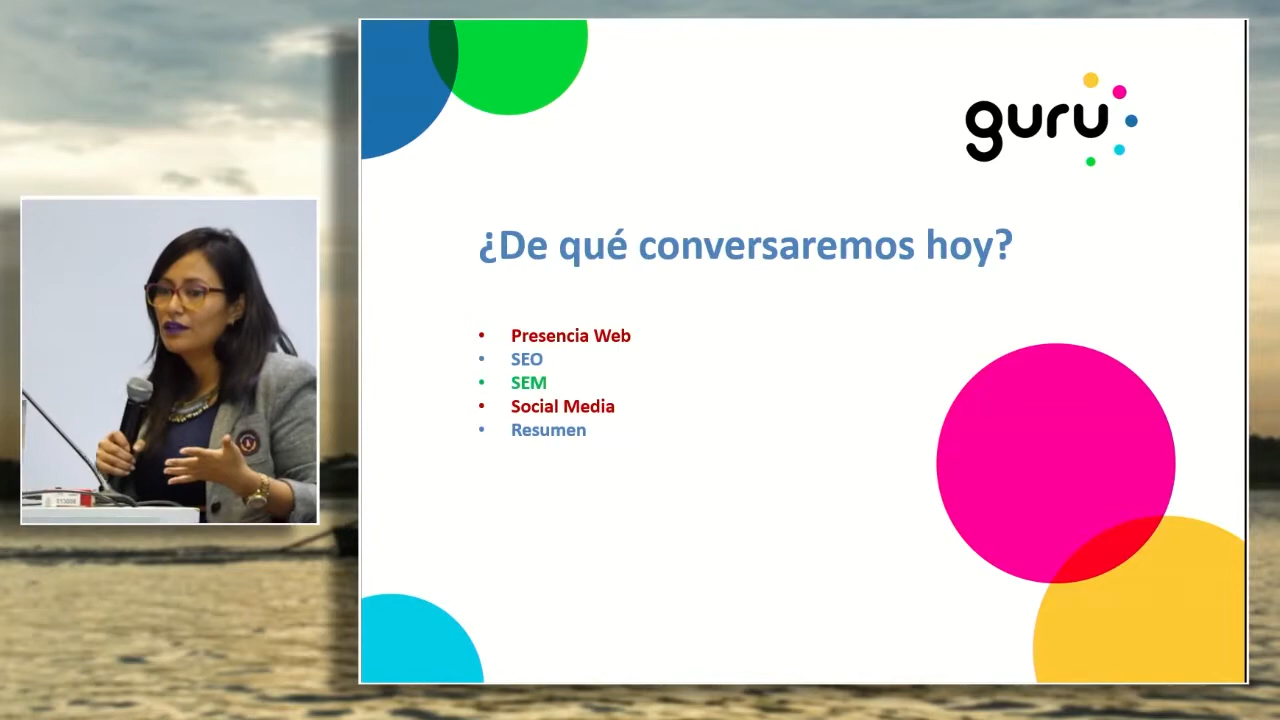 guru
¿De qué conversaremos hoy?
• Presencia Web
• SEO
• SEM
• Social Media
• Resumen